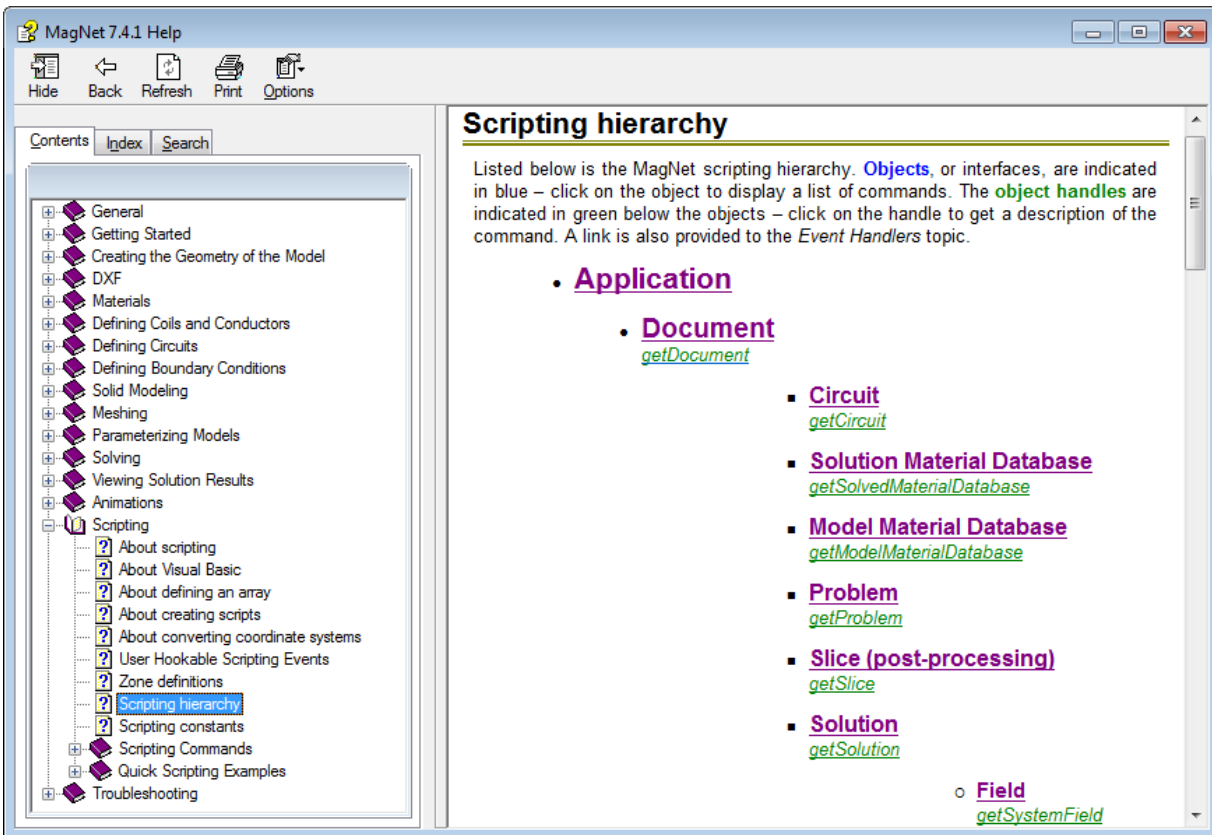 MagNet 7.4.1 Help
Hide Back Refresh Print Options
Contents Index Search
General
Getting Started
Creating the Geometry of the Model
DXF
Materials
Defining Coils and Conductors
Defining Circuits
Defining Boundary Conditions
Solid Modeling
Meshing
Parameterizing Models
Solving
Viewing Solution Results
Animations
Scripting
About scripting
About Visual Basic
About defining an array
About creating scripts
About converting coordinate systems
User Hookable Scripting Events
Zone definitions
Scripting hierarchy
Scripting constants
Scripting Commands
Quick Scripting Examples
Troubleshooting
Scripting hierarchy
Listed below is the MagNet scripting hierarchy. Objects, or interfaces, are indicated
in blue – click on the object to display a list of commands. The object handles are
indicated in green below the objects – click on the handle to get a description of the
command. A link is also provided to the Event Handlers topic.
• Application
• Document
getDocument
▪ Circuit
getCircuit
▪ Solution Material Database
getSolvedMaterialDatabase
▪ Model Material Database
getModelMaterialDatabase
▪ Problem
getProblem
▪ Slice (post-processing)
getSlice
▪ Solution
getSolution
○ Field
getSystemField